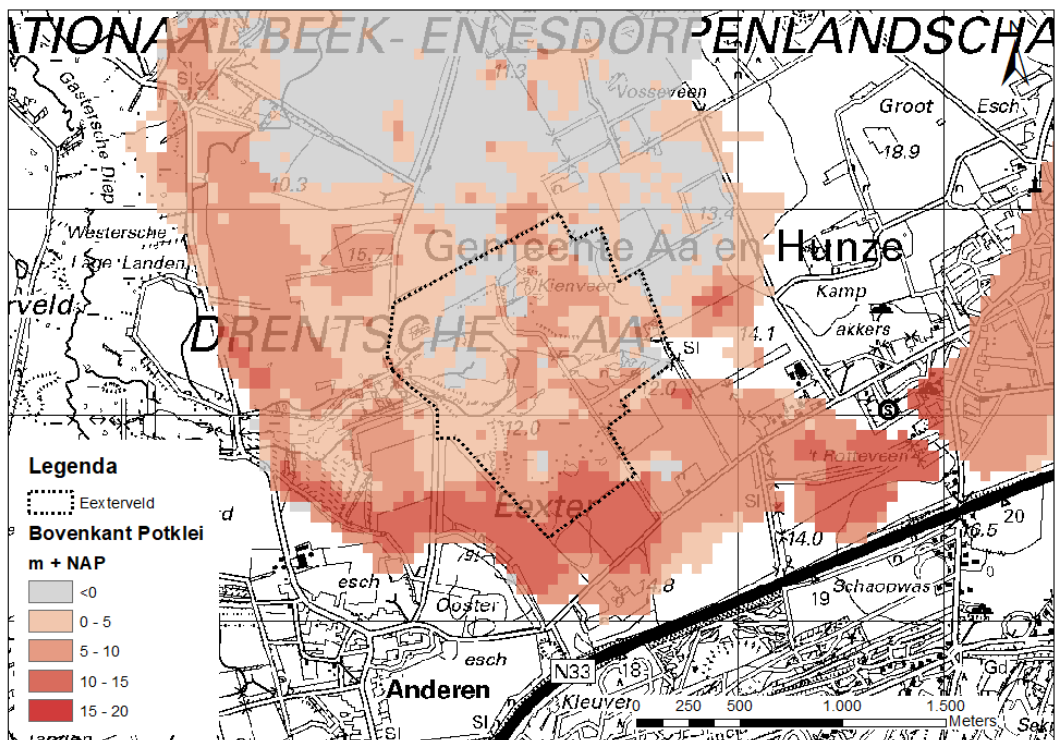 ATIONAAL BEEK- EN ESDORPENLANDSCHA
Gastersche Diep
Sl
11.3
Vosseveen
Groot Esch
18.9
10.3
Westersche
Lage Landen
13.4
15.7
Gemeente Aa en Hunze
Kienveen
Kamp
akkers
erveld
DRENTSCHE AA
14.1
Sl
2.0
S
12.0
't Rotteveen
Legenda
Eexterveld
Bovenkant Potklei
m + NAP
<0
0 - 5
5 - 10
10 - 15
15 - 20
Eexter
Sl
20
14.0
6.5
14.8
esch
Ooster
esch
19
Schaopwas
N33
18
Anderen
Sl
Kleuver
Gd
0 250 500 1.000 1.500
Meters
Sl